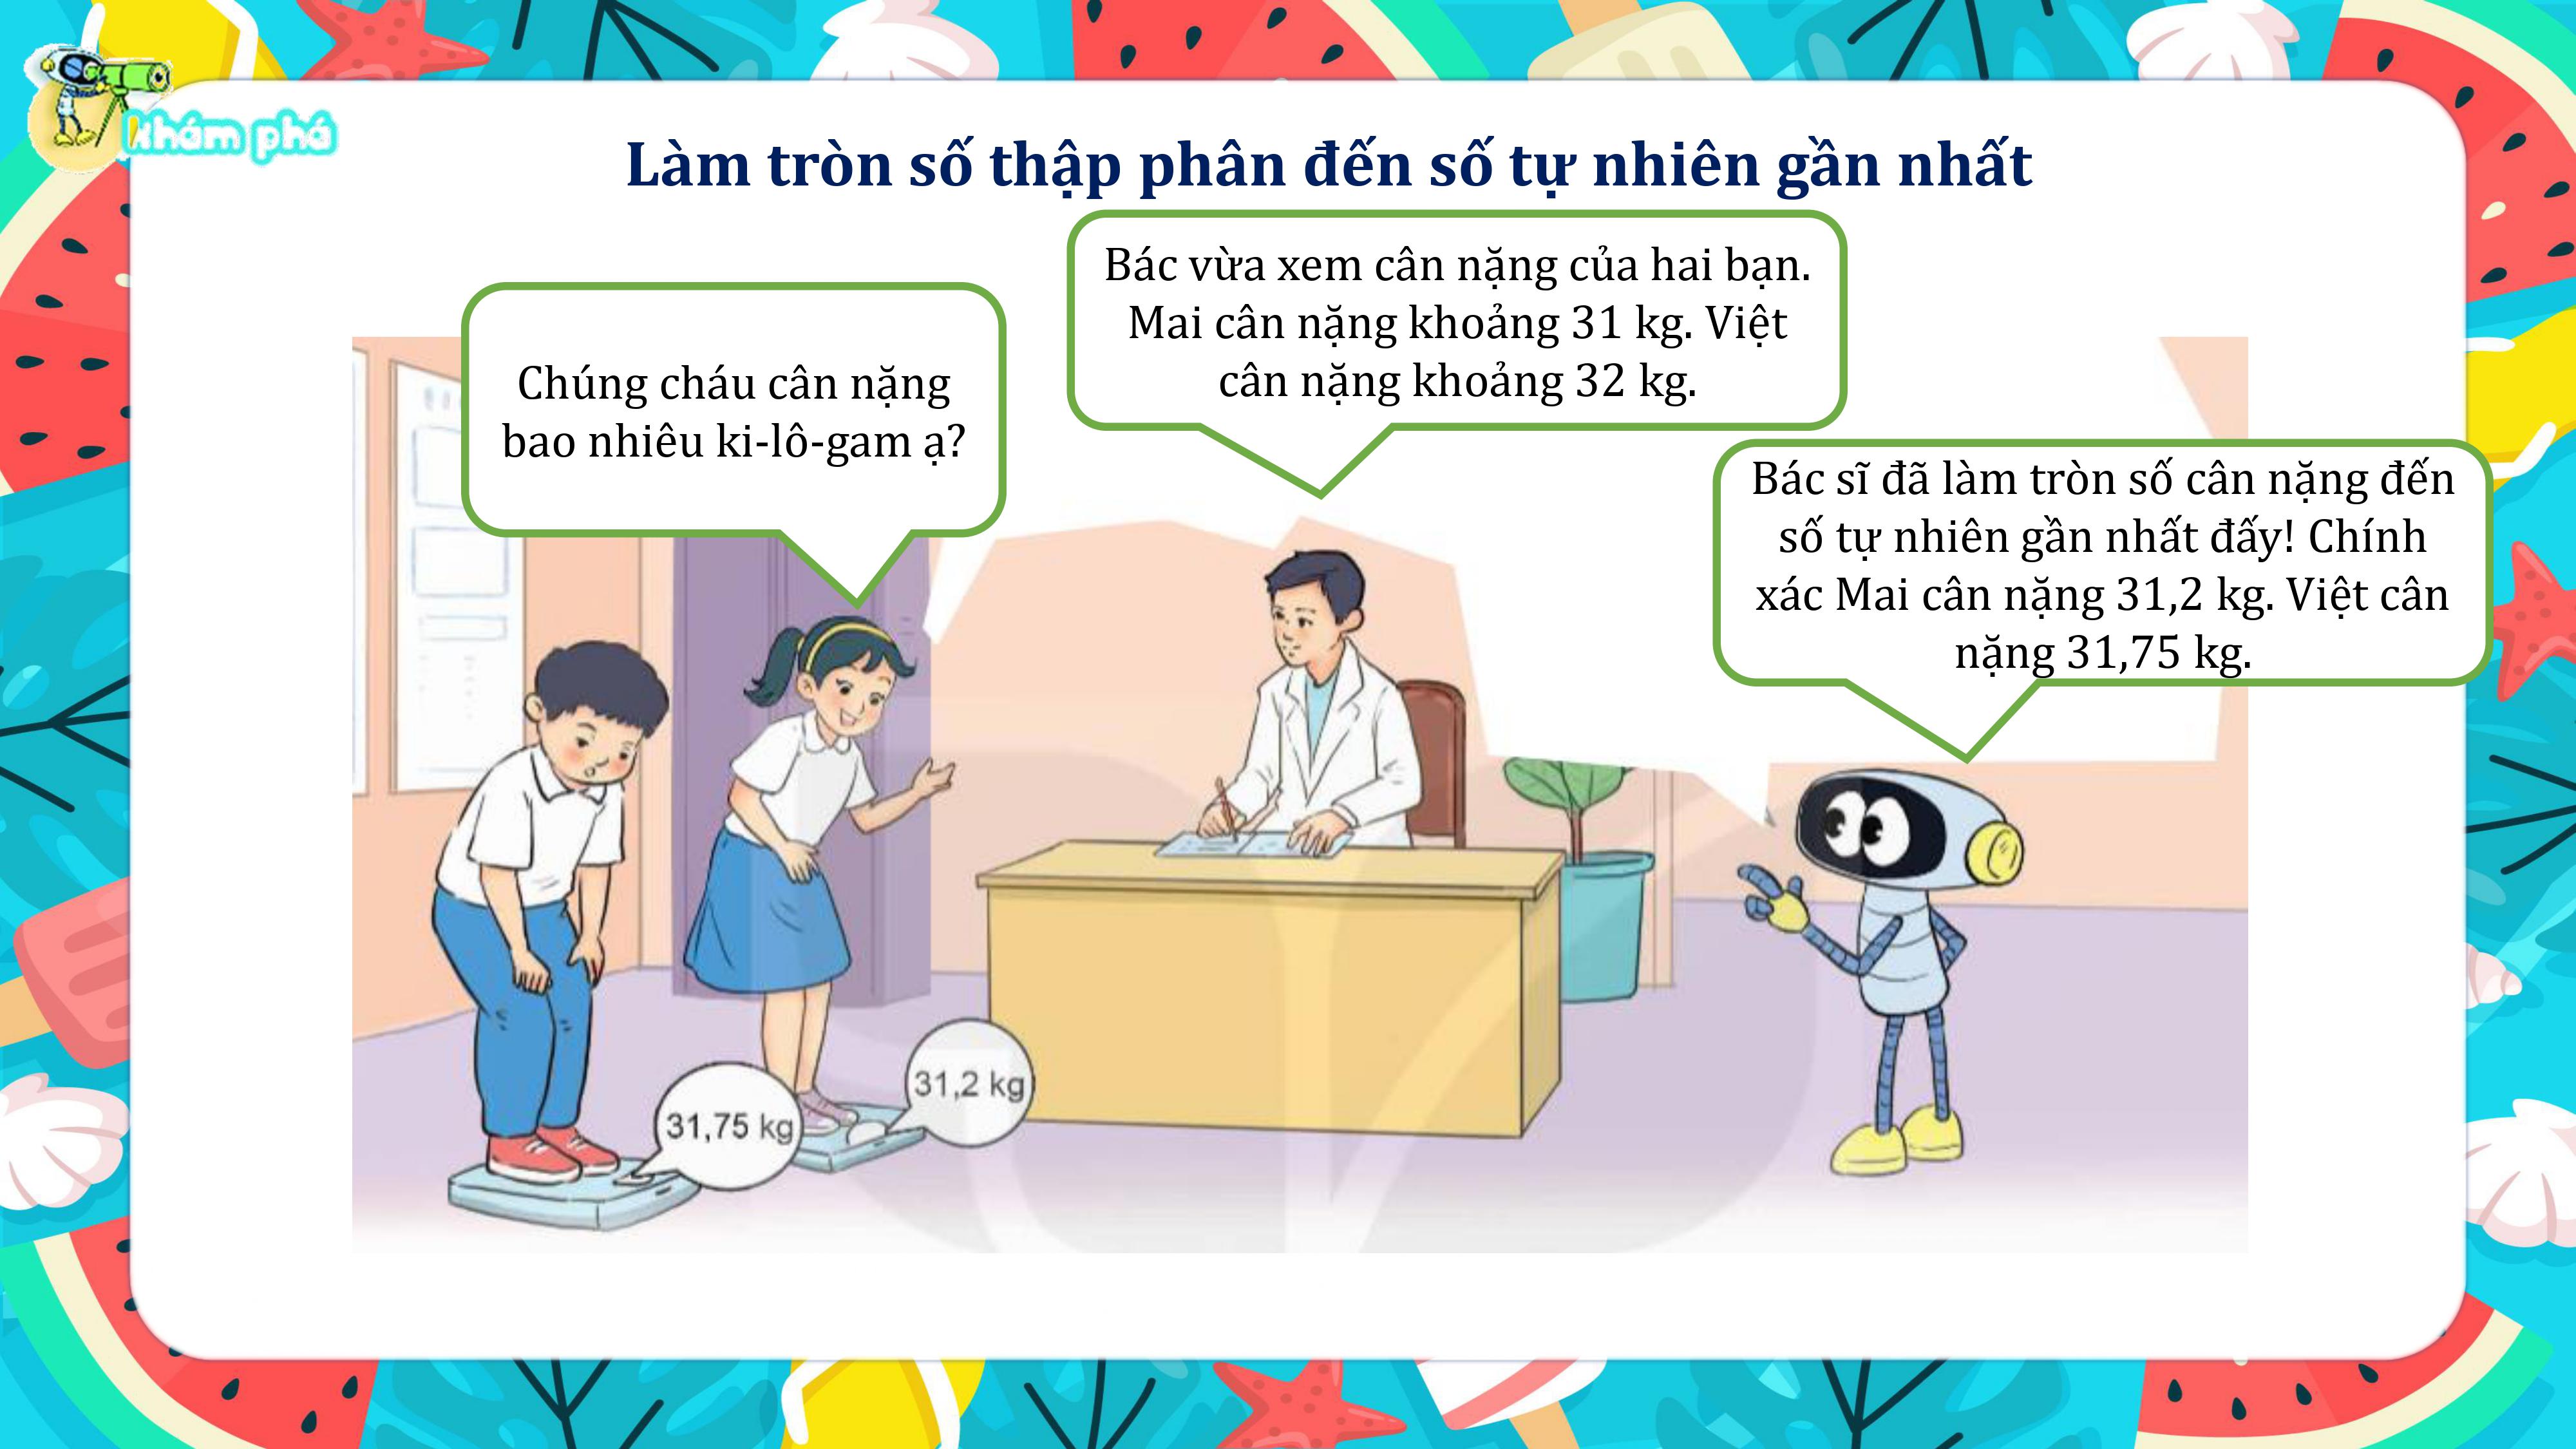 khám phá
Làm tròn số thập phân đến số tự nhiên gần nhất
Bác vừa xem cân nặng của hai bạn.
Mai cân nặng khoảng 31 kg. Việt
cân nặng khoảng 32 kg.
Chúng cháu cân nặng
bao nhiêu ki-lô-gam ạ?
Bác sĩ đã làm tròn số cân nặng đến
số tự nhiên gần nhất đấy! Chính
xác Mai cân nặng 31,2 kg. Việt cân
nặng 31,75 kg.
31,2 kg
31,75 kg